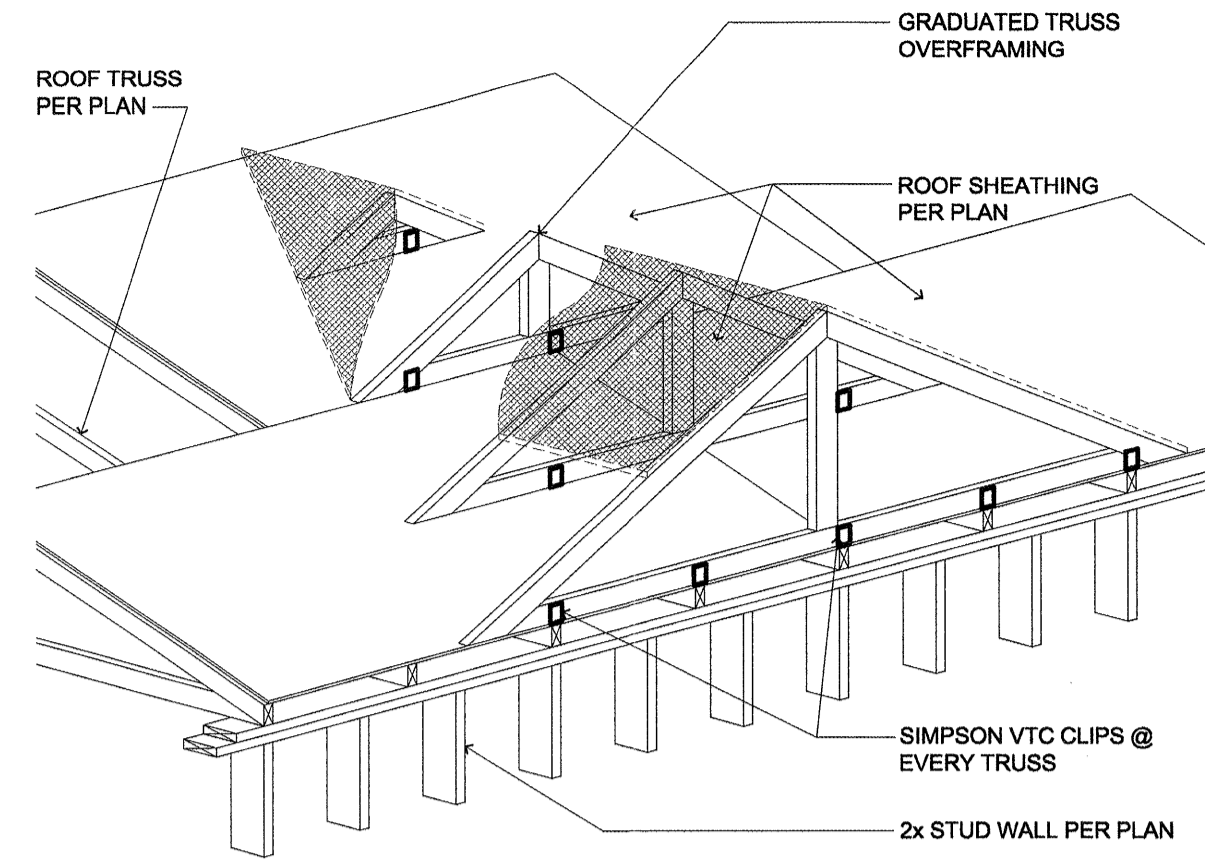 GRADUATED TRUSS
OVERFRAMING
ROOF TRUSS
PER PLAN
ROOF SHEATHING
PER PLAN
SIMPSON VTC CLIPS @
EVERY TRUSS
2x STUD WALL PER PLAN